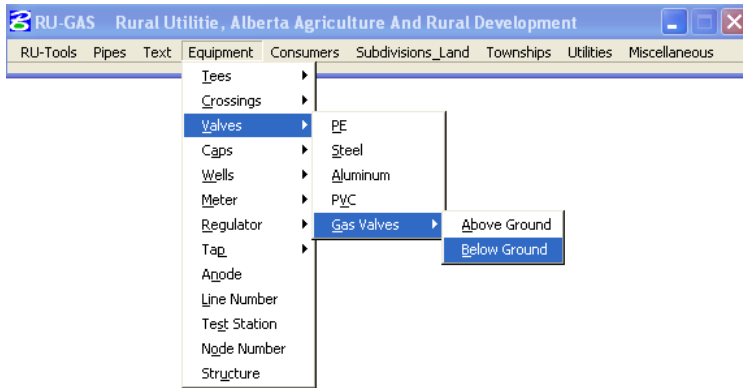 RU-GAS Rural Utilitie, Alberta Agriculture And Rural Development
RU-Tools Pipes Text Equipment Consumers Subdivisions_Land Townships Utilities Miscellaneous
Tees
Crossings
Valves
PE
Caps
Steel
Wells
Aluminum
Meter
PVC
Regulator
Gas Valves
Above Ground
Tap
Below Ground
Anode
Line Number
Test Station
Node Number
Structure